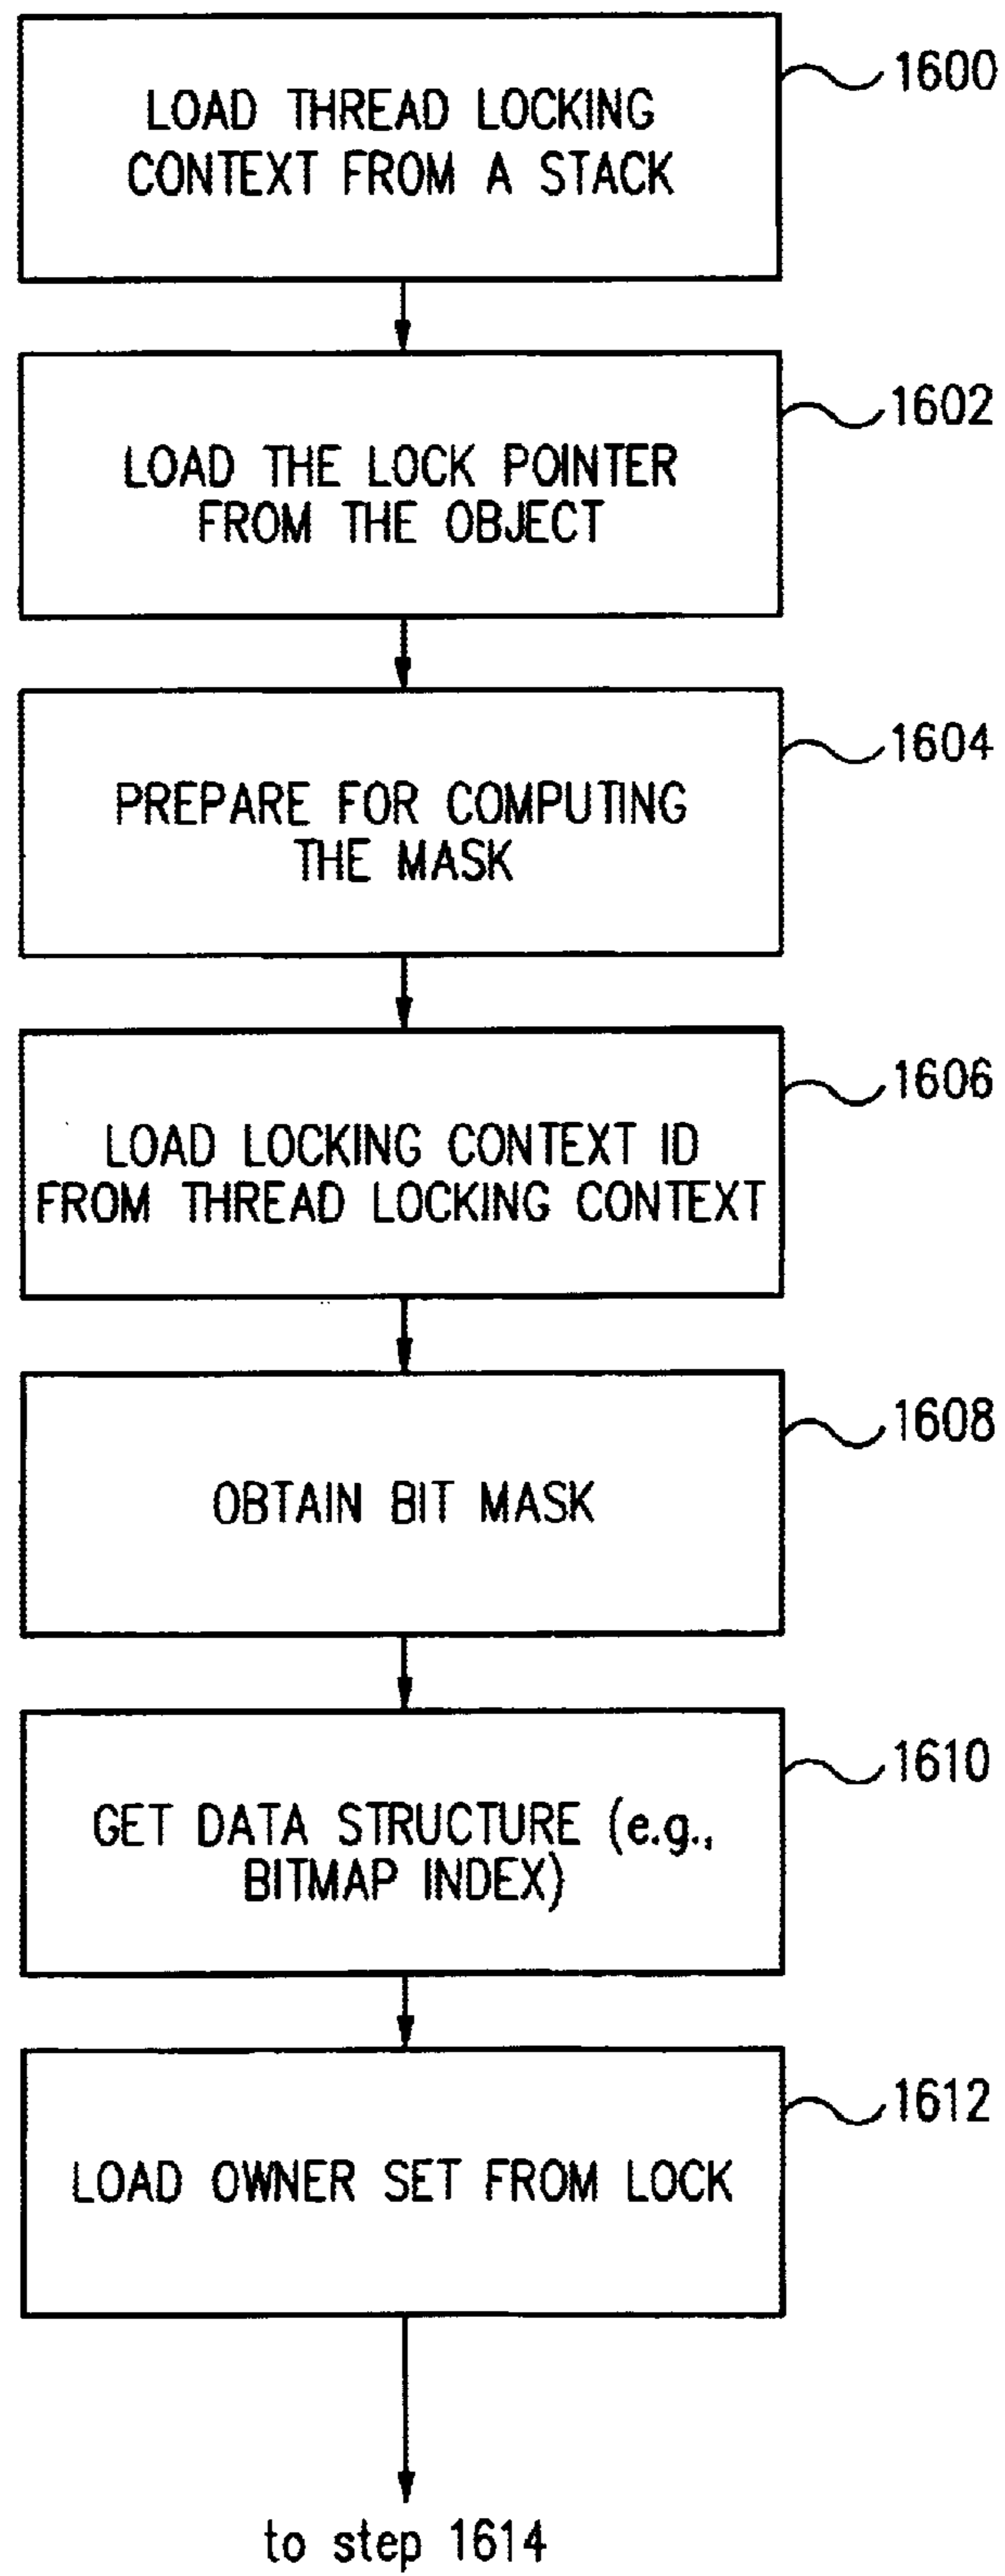 1600
LOAD THREAD LOCKING
CONTEXT FROM A STACK
1602
LOAD THE LOCK POINTER
FROM THE OBJECT
1604
PREPARE FOR COMPUTING
THE MASK
1606
LOAD LOCKING CONTEXT ID
FROM THREAD LOCKING CONTEXT
1608
OBTAIN BIT MASK
1610
GET DATA STRUCTURE (e.g.,
BITMAP INDEX)
1612
LOAD OWNER SET FROM LOCK
to step 1614